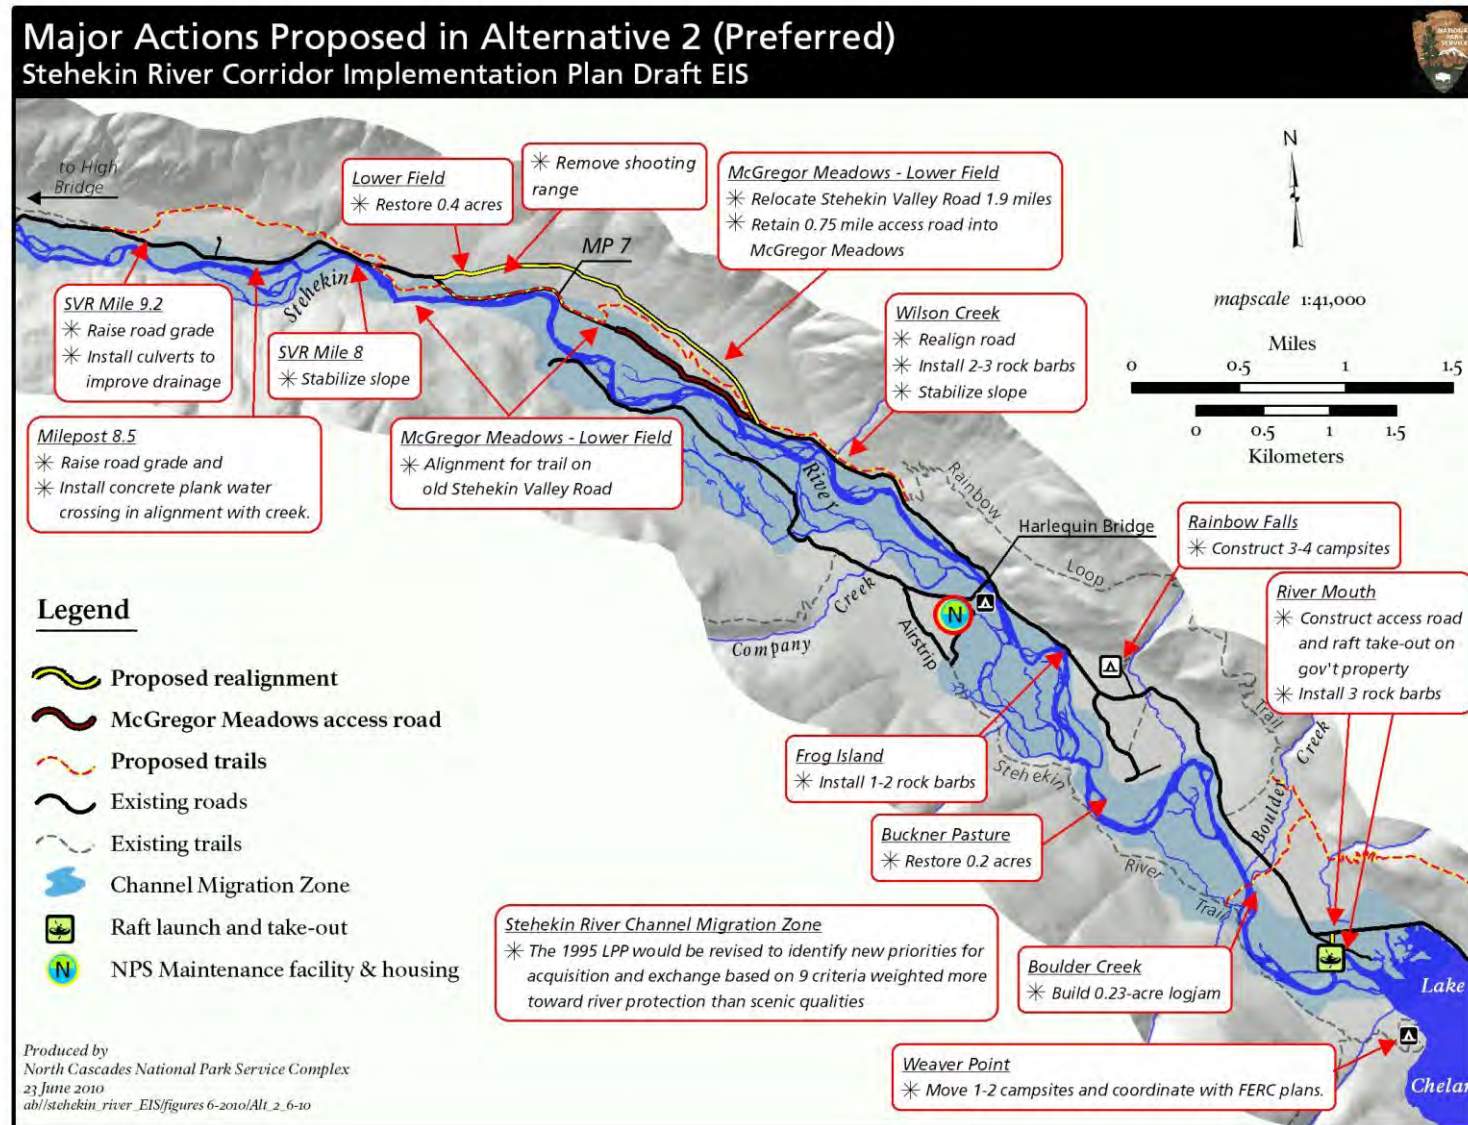 Major Actions Proposed in Alternative 2 (Preferred)
Stehekin River Corridor Implementation Plan Draft EIS
NATIONAL
PARK
SERVICE
to High
Bridge
Lower Field
✳ Restore 0.4 acres
✳ Remove shooting
range
McGregor Meadows - Lower Field
✳ Relocate Stehekin Valley Road 1.9 miles
✳ Retain 0.75 mile access road into
McGregor Meadows
N
mapscale 1:41,000
Miles
0 0.5 1 1.5
0 0.5 1 1.5
Kilometers
MP 7
Stehekin
SVR Mile 9.2
✳ Raise road grade
✳ Install culverts to
improve drainage
SVR Mile 8
✳ Stabilize slope
Wilson Creek
✳ Realign road
✳ Install 2-3 rock barbs
✳ Stabilize slope
Milepost 8.5
✳ Raise road grade and
✳ Install concrete plank water
crossing in alignment with creek.
McGregor Meadows - Lower Field
✳ Alignment for trail on
old Stehekin Valley Road
River
Rainbow
Loop
Trail
Harlequin Bridge
Rainbow Falls
✳ Construct 3-4 campsites
River Mouth
✳ Construct access road
and raft take-out on
gov't property
✳ Install 3 rock barbs
Company
Creek
Airstrip
N
Boulder
Creek
Frog Island
✳ Install 1-2 rock barbs
Stehekin
River
Trail
Buckner Pasture
✳ Restore 0.2 acres
Legend
Proposed realignment
McGregor Meadows access road
Proposed trails
Existing roads
Existing trails
Channel Migration Zone
Raft launch and take-out
N NPS Maintenance facility & housing
Stehekin River Channel Migration Zone
✳ The 1995 LPP would be revised to identify new priorities for
acquisition and exchange based on 9 criteria weighted more
toward river protection than scenic qualities
Boulder Creek
✳ Build 0.23-acre logjam
Lake
Chelan
Weaver Point
✳ Move 1-2 campsites and coordinate with FERC plans.
Produced by
North Cascades National Park Service Complex
23 June 2010
ab//stehekin_river_EIS/figures 6-2010/Alt_2_6-10